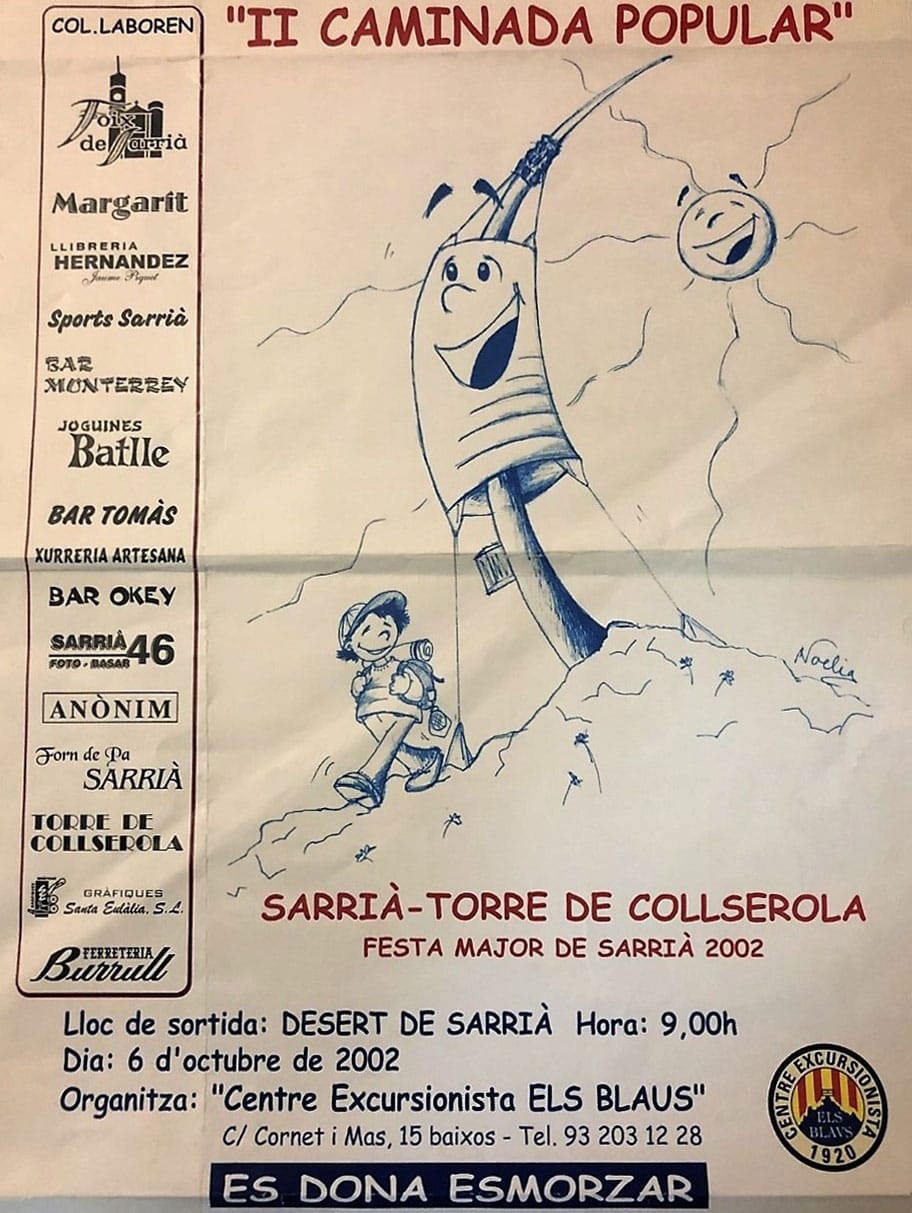 COL.LABOREN
Foix
de Sarrià
Margarit
LLIBRERIA
HERNANDEZ
Jaume Piquet
Sports Sarrià
BAR
MONTERREY
JOGUINES
Batlle
BAR TOMÀS
XURRERIA ARTESANA
BAR OKEY
SARRIÀ 46
FOTO - BASAR
ANÒNIM
Forn de Pa
SARRIÀ
TORRE DE
COLLSEROLA
GRÀFIQUES
Santa Eulàlia, S.L.
FERRETERIA
Burrull
"II CAMINADA POPULAR"
Noelia
SARRIÀ-TORRE DE COLLSEROLA
FESTA MAJOR DE SARRIÀ 2002
Lloc de sortida: DESERT DE SARRIÀ Hora: 9,00h
Dia: 6 d'octubre de 2002
Organitza: "Centre Excursionista ELS BLAUS"
C/ Cornet i Mas, 15 baixos - Tel. 93 203 12 28
ES DONA ESMORZAR
CENTRE EXCURSIONISTA
ELS
BLAVS
1920